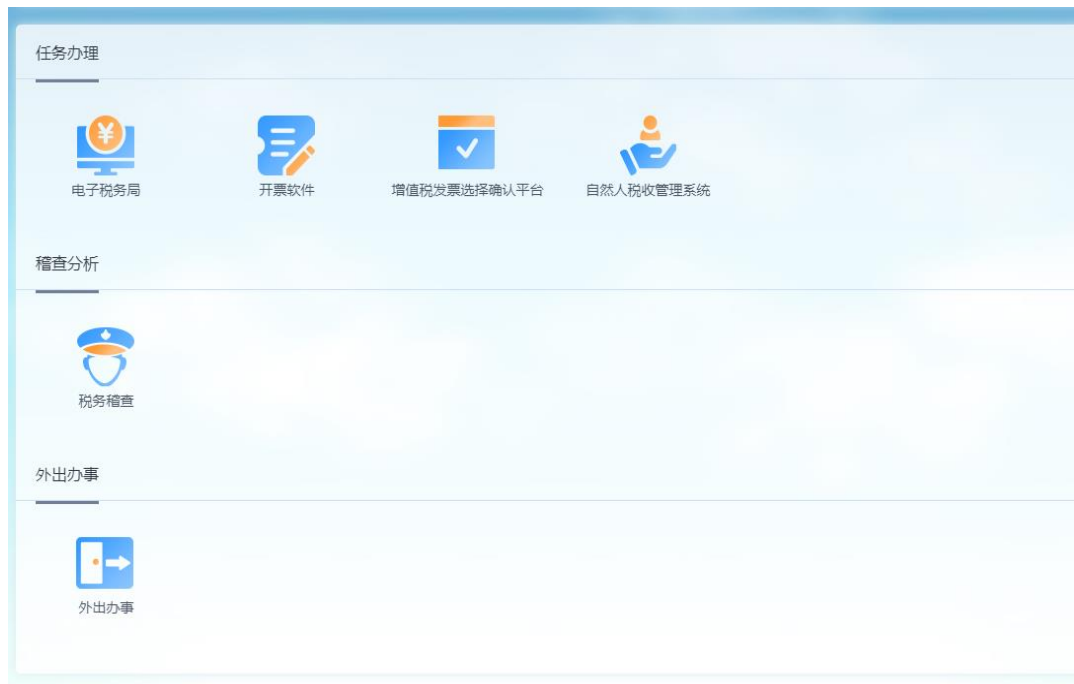 任务办理
电子税务局
开票软件
增值税发票选择确认平台
自然人税收管理系统
稽查分析
税务稽查
外出办事
外出办事